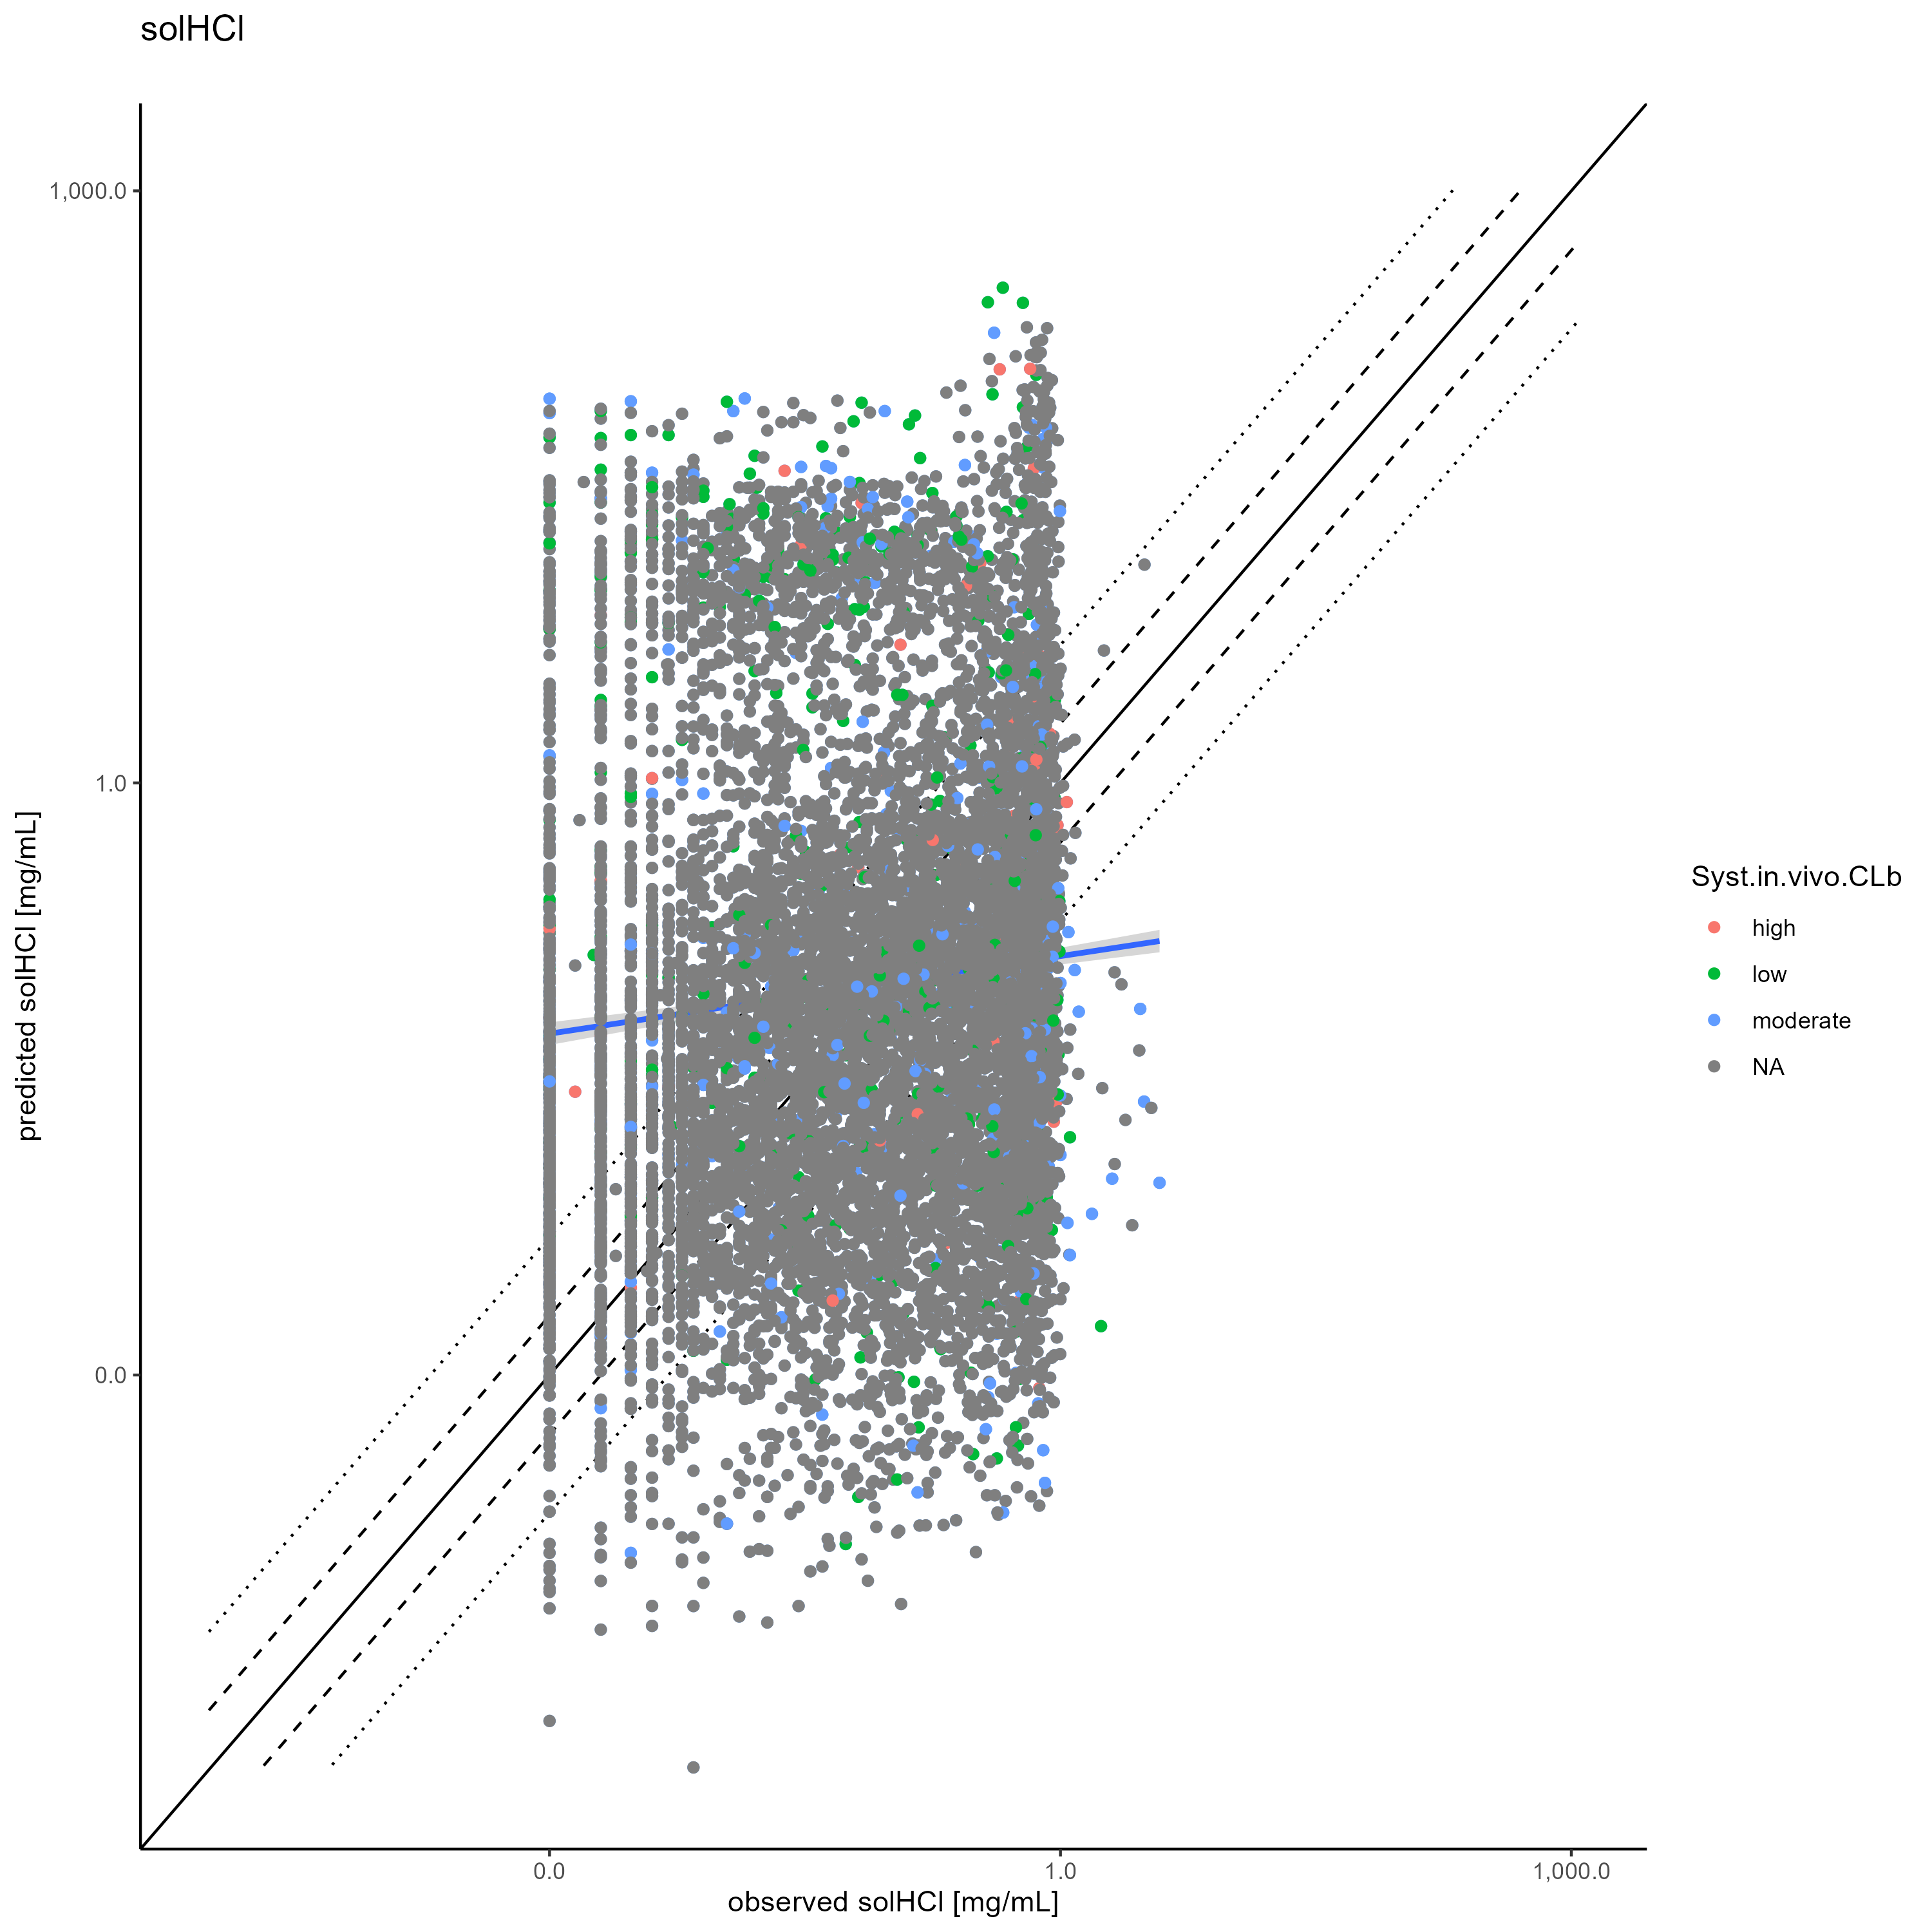 solHCl
1,000.0
1.0
0.0
predicted solHCl [mg/mL]
0.0
1.0
1,000.0
observed solHCl [mg/mL]
Syst.in.vivo.CLb
high
low
moderate
NA